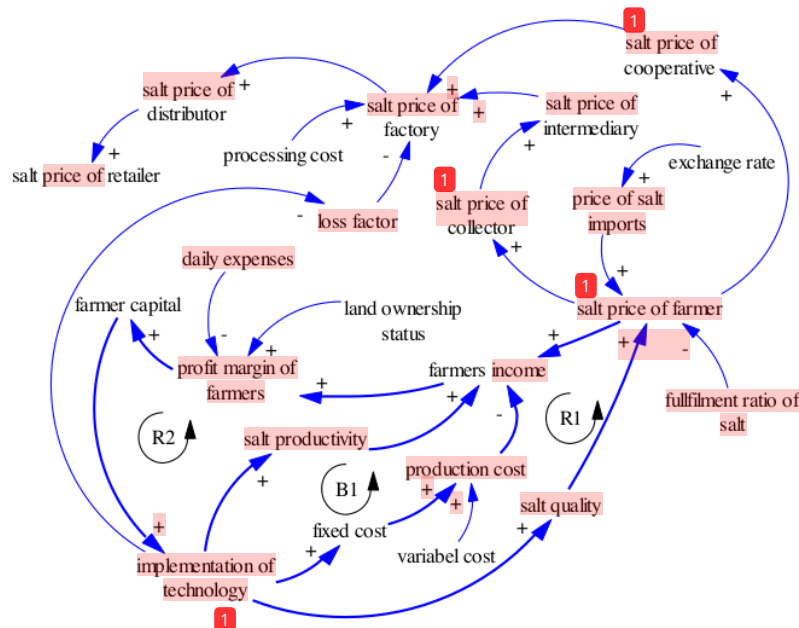 1
salt price of
cooperative
+
salt price of
distributor
+
salt price of
factory
+
+
salt price of
intermediary
+
processing cost
+
-
+
salt price of retailer
exchange rate
+
1
salt price of
collector
+
price of salt
imports
-
loss factor
daily expenses
+
1
salt price of farmer
farmer capital
+
-
+
land ownership
status
+
+
-
profit margin of
farmers
+
farmers income
+
fullfilment ratio of
salt
R2
R1
salt productivity
+
-
production cost
+
+
B1
salt quality
+
+
fixed cost
+
variabel cost
implementation of
technology
1